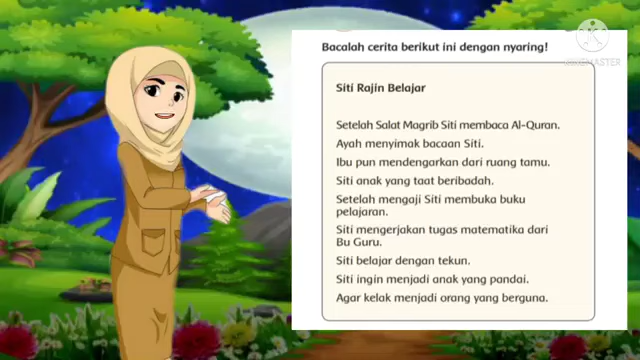 Bacalah cerita berikut ini dengan nyaring!
Siti Rajin Belajar
Setelah Salat Magrib Siti membaca Al-Quran.
Ayah menyimak bacaan Siti.
Ibu pun mendengarkan dari ruang tamu.
Siti anak yang taat beribadah.
Setelah mengaji Siti membuka buku
pelajaran.
Siti mengerjakan tugas matematika dari
Bu Guru.
Siti belajar dengan tekun.
Siti ingin menjadi anak yang pandai.
Agar kelak menjadi orang yang berguna.